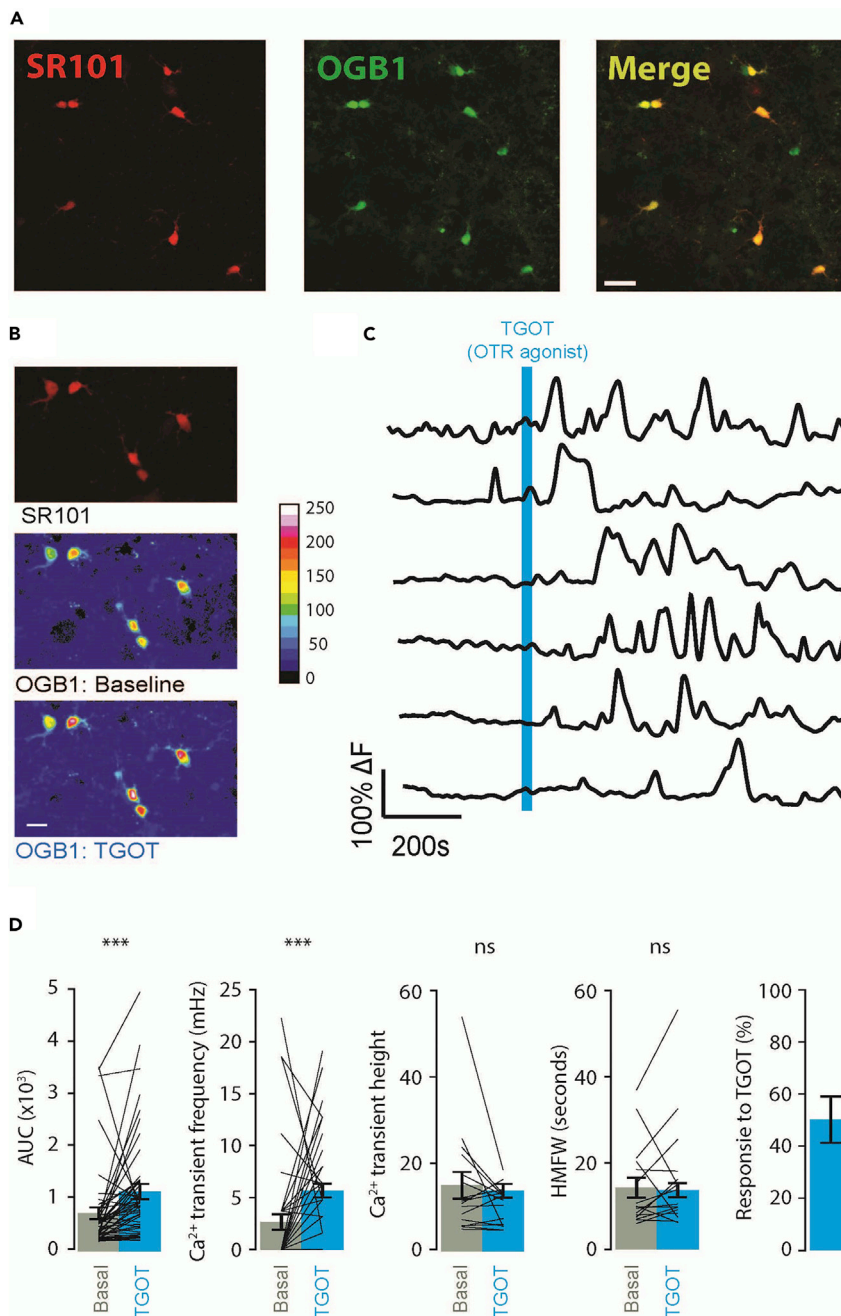 A
SR101
OGB1
Merge
B
SR101
OGB1: Baseline
OGB1: TGOT
250
200
150
100
50
0
C
TGOT
(OTR agonist)
100% ΔF
200s
D
***
AUC (x10³)
5
4
3
2
1
0
Basal
TGOT
***
Ca²⁺ transient frequency (mHz)
25
20
15
10
5
0
Basal
TGOT
ns
Ca²⁺ transient height
60
40
20
0
Basal
TGOT
ns
HMFW (seconds)
60
40
20
0
Basal
TGOT
Responsie to TGOT (%)
100
80
60
40
20
0